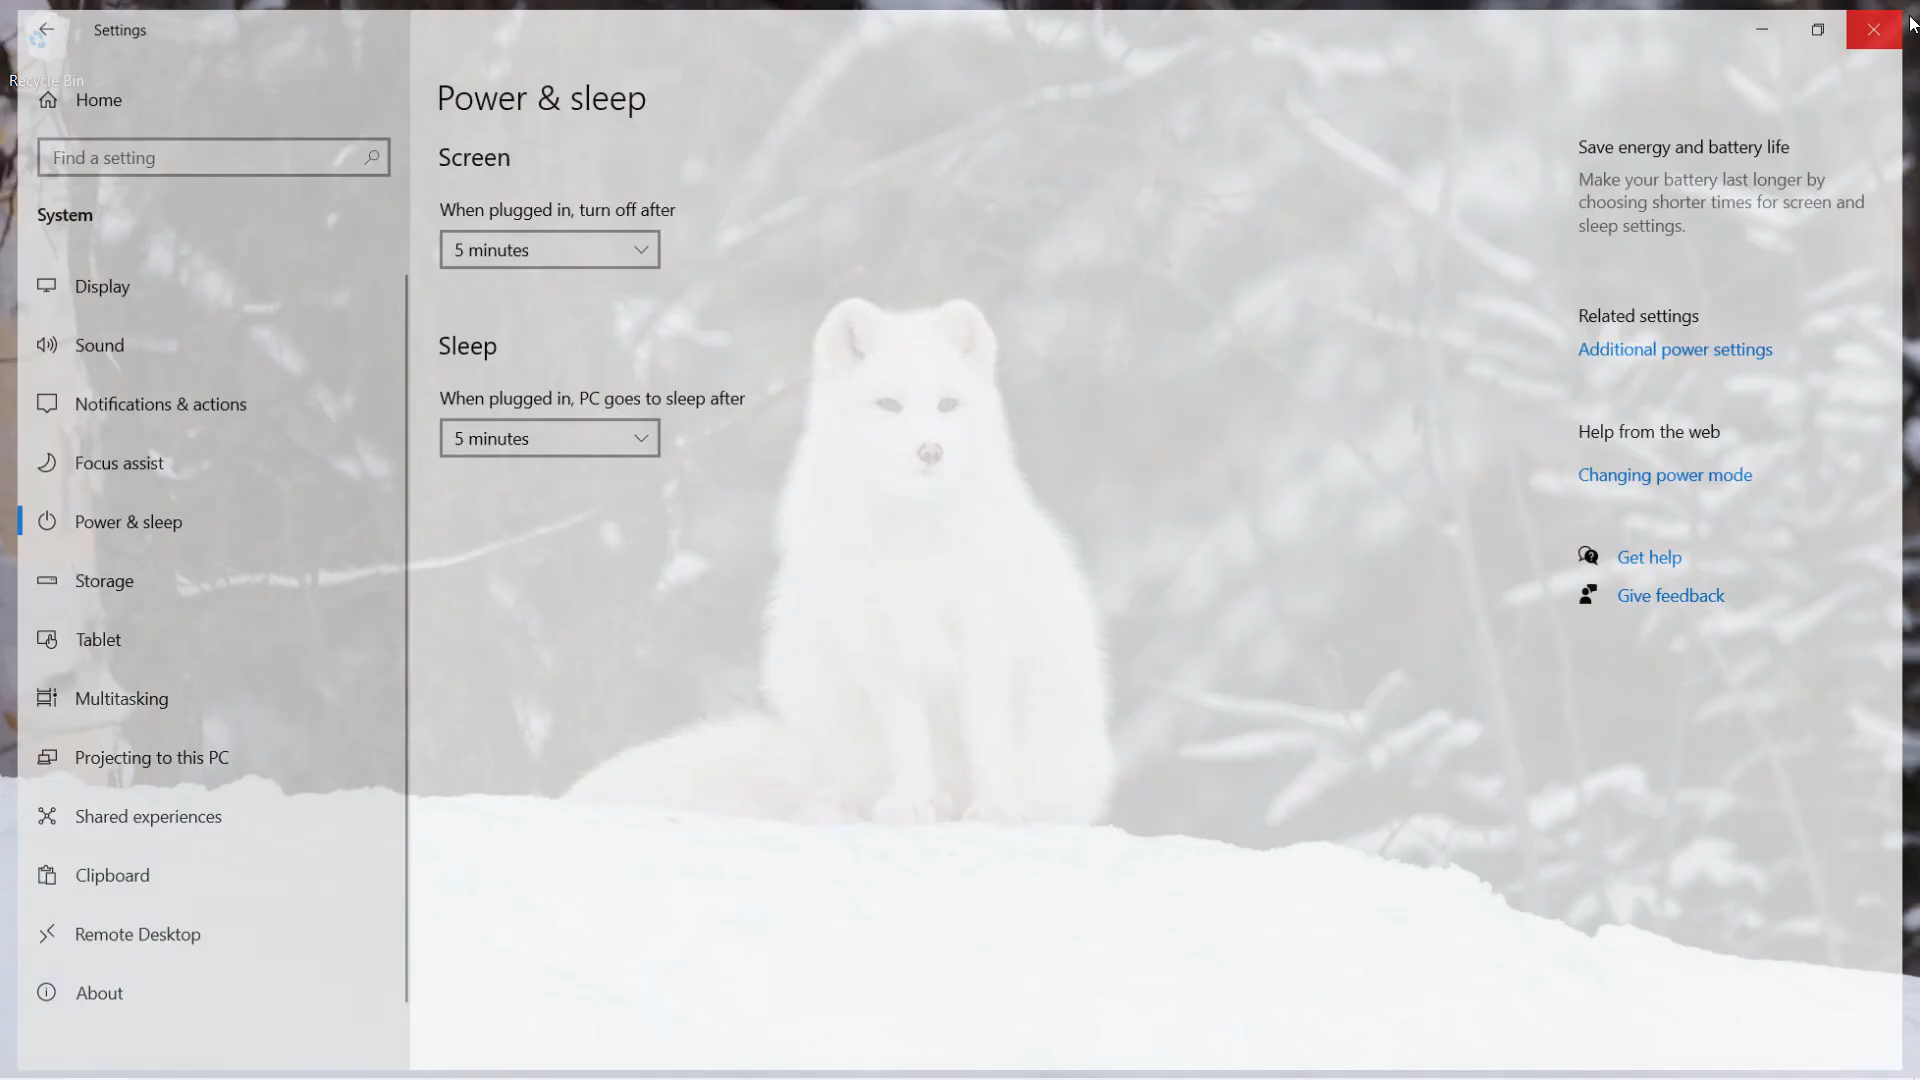 Settings
Recycle Bin
Home
Find a setting
System
Display
Sound
Notifications & actions
Focus assist
Power & sleep
Storage
Tablet
Multitasking
Projecting to this PC
Shared experiences
Clipboard
Remote Desktop
About
Power & sleep
Screen
When plugged in, turn off after
5 minutes
Sleep
When plugged in, PC goes to sleep after
5 minutes
Save energy and battery life
Make your battery last longer by
choosing shorter times for screen and
sleep settings.
Related settings
Additional power settings
Help from the web
Changing power mode
Get help
Give feedback